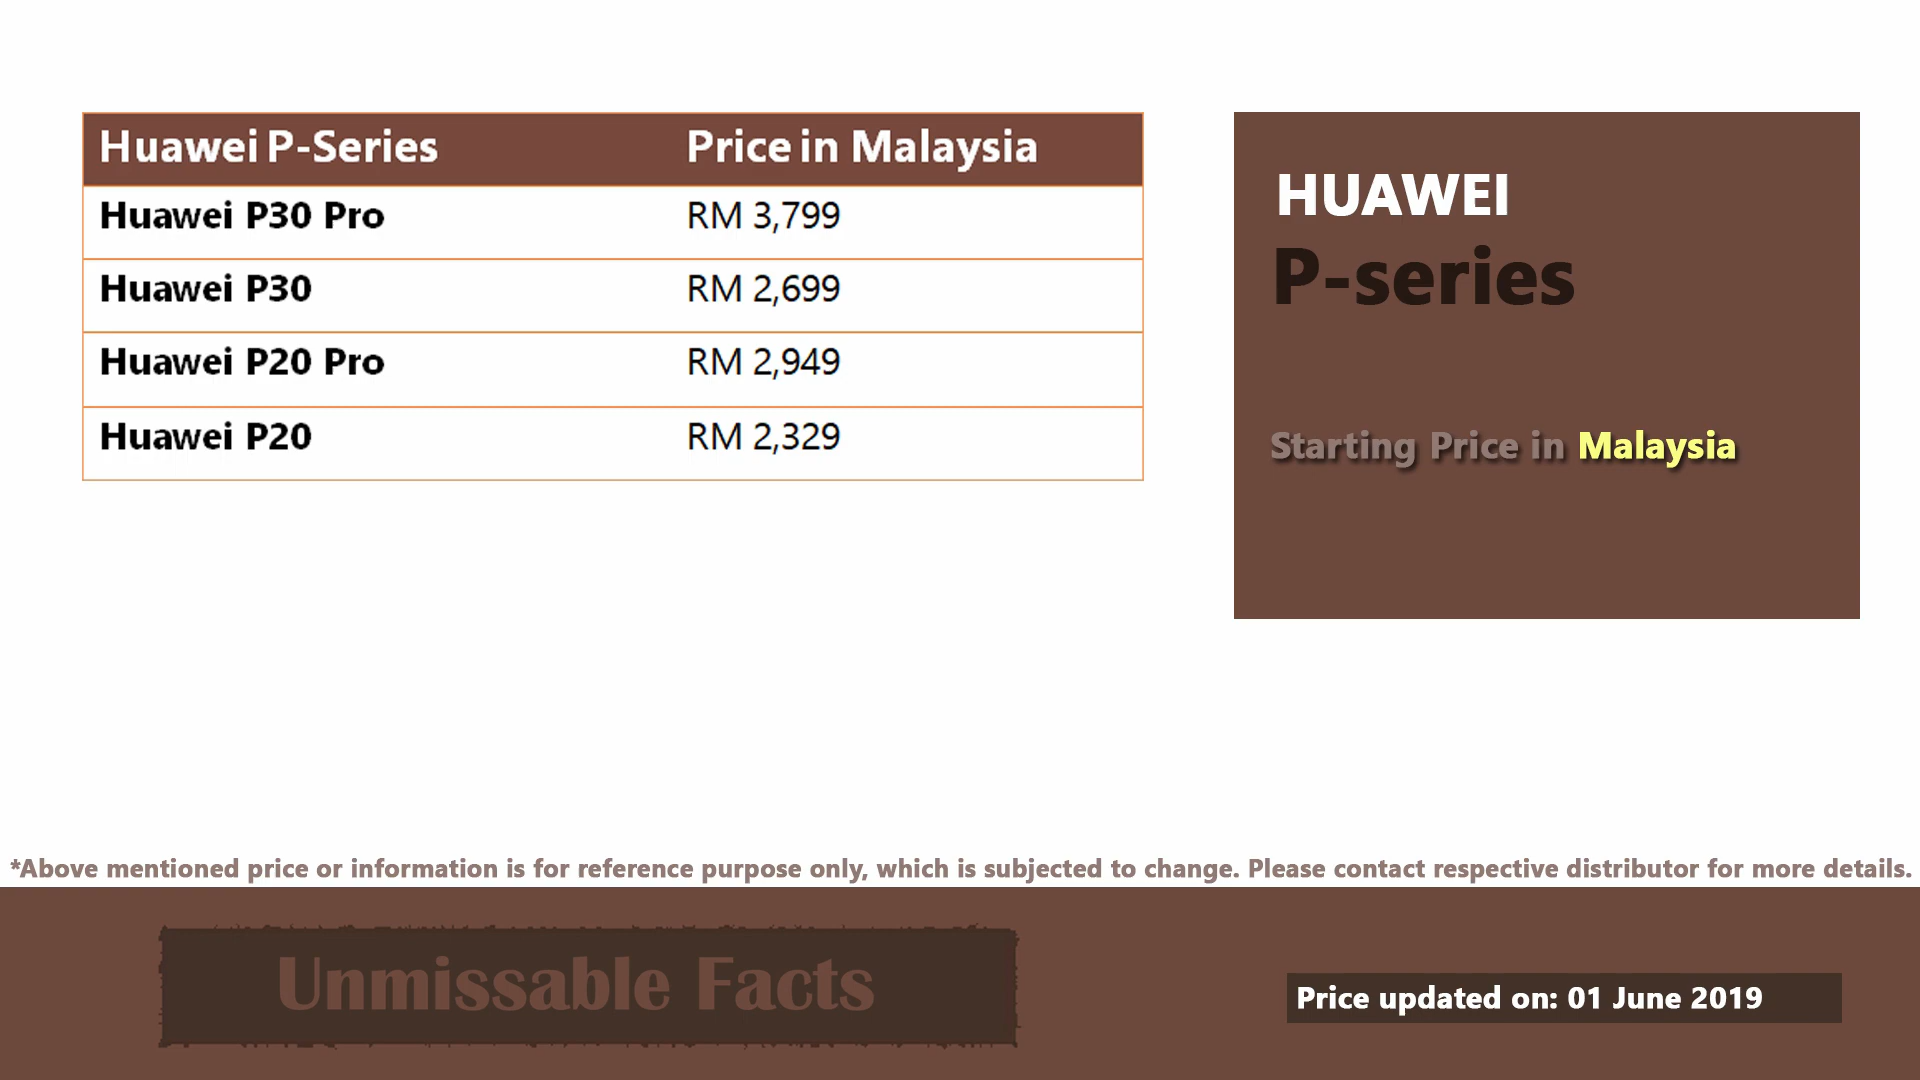 Huawei P-Series Price in Malaysia
Huawei P30 Pro RM 3,799
Huawei P30 RM 2,699
Huawei P20 Pro RM 2,949
Huawei P20 RM 2,329
HUAWEI
P-series
Starting Price in Malaysia
*Above mentioned price or information is for reference purpose only, which is subjected to change. Please contact respective distributor for more details.
Unmissable Facts
Price updated on: 01 June 2019